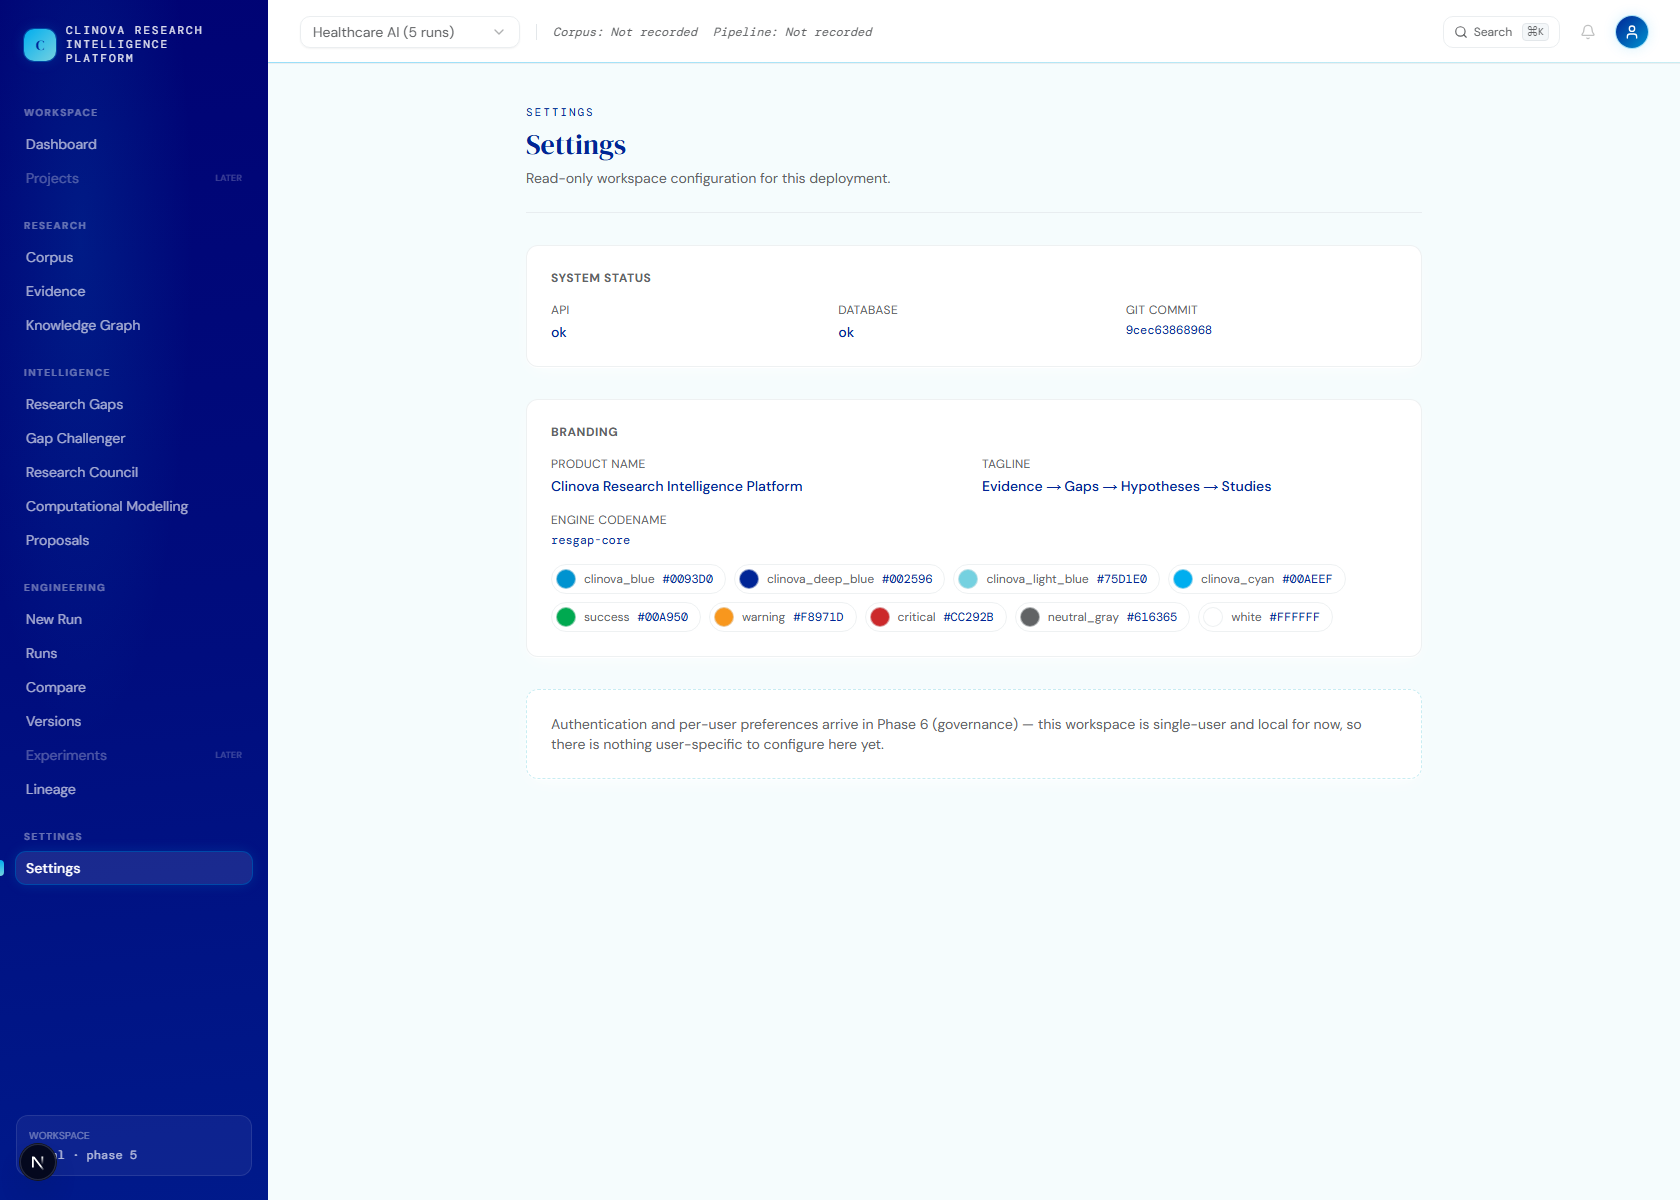 C
CLINOVA RESEARCH
INTELLIGENCE
PLATFORM
WORKSPACE
Dashboard
Projects LATER
RESEARCH
Corpus
Evidence
Knowledge Graph
INTELLIGENCE
Research Gaps
Gap Challenger
Research Council
Computational Modelling
Proposals
ENGINEERING
New Run
Runs
Compare
Versions
Experiments LATER
Lineage
SETTINGS
Settings
WORKSPACE
· phase 5
N
Healthcare AI (5 runs)
Corpus: Not recorded Pipeline: Not recorded
Search ⌘K
SETTINGS
Settings
Read-only workspace configuration for this deployment.
SYSTEM STATUS
API DATABASE GIT COMMIT
ok ok 9cec63868968
BRANDING
PRODUCT NAME TAGLINE
Clinova Research Intelligence Platform Evidence → Gaps → Hypotheses → Studies
ENGINE CODENAME
resgap-core
clinova_blue #0093D0 clinova_deep_blue #002596 clinova_light_blue #75D1E0 clinova_cyan #00AEEF
success #00A950 warning #F8971D critical #CC292B neutral_gray #616365 white #FFFFFF
Authentication and per-user preferences arrive in Phase 6 (governance) — this workspace is single-user and local for now, so
there is nothing user-specific to configure here yet.